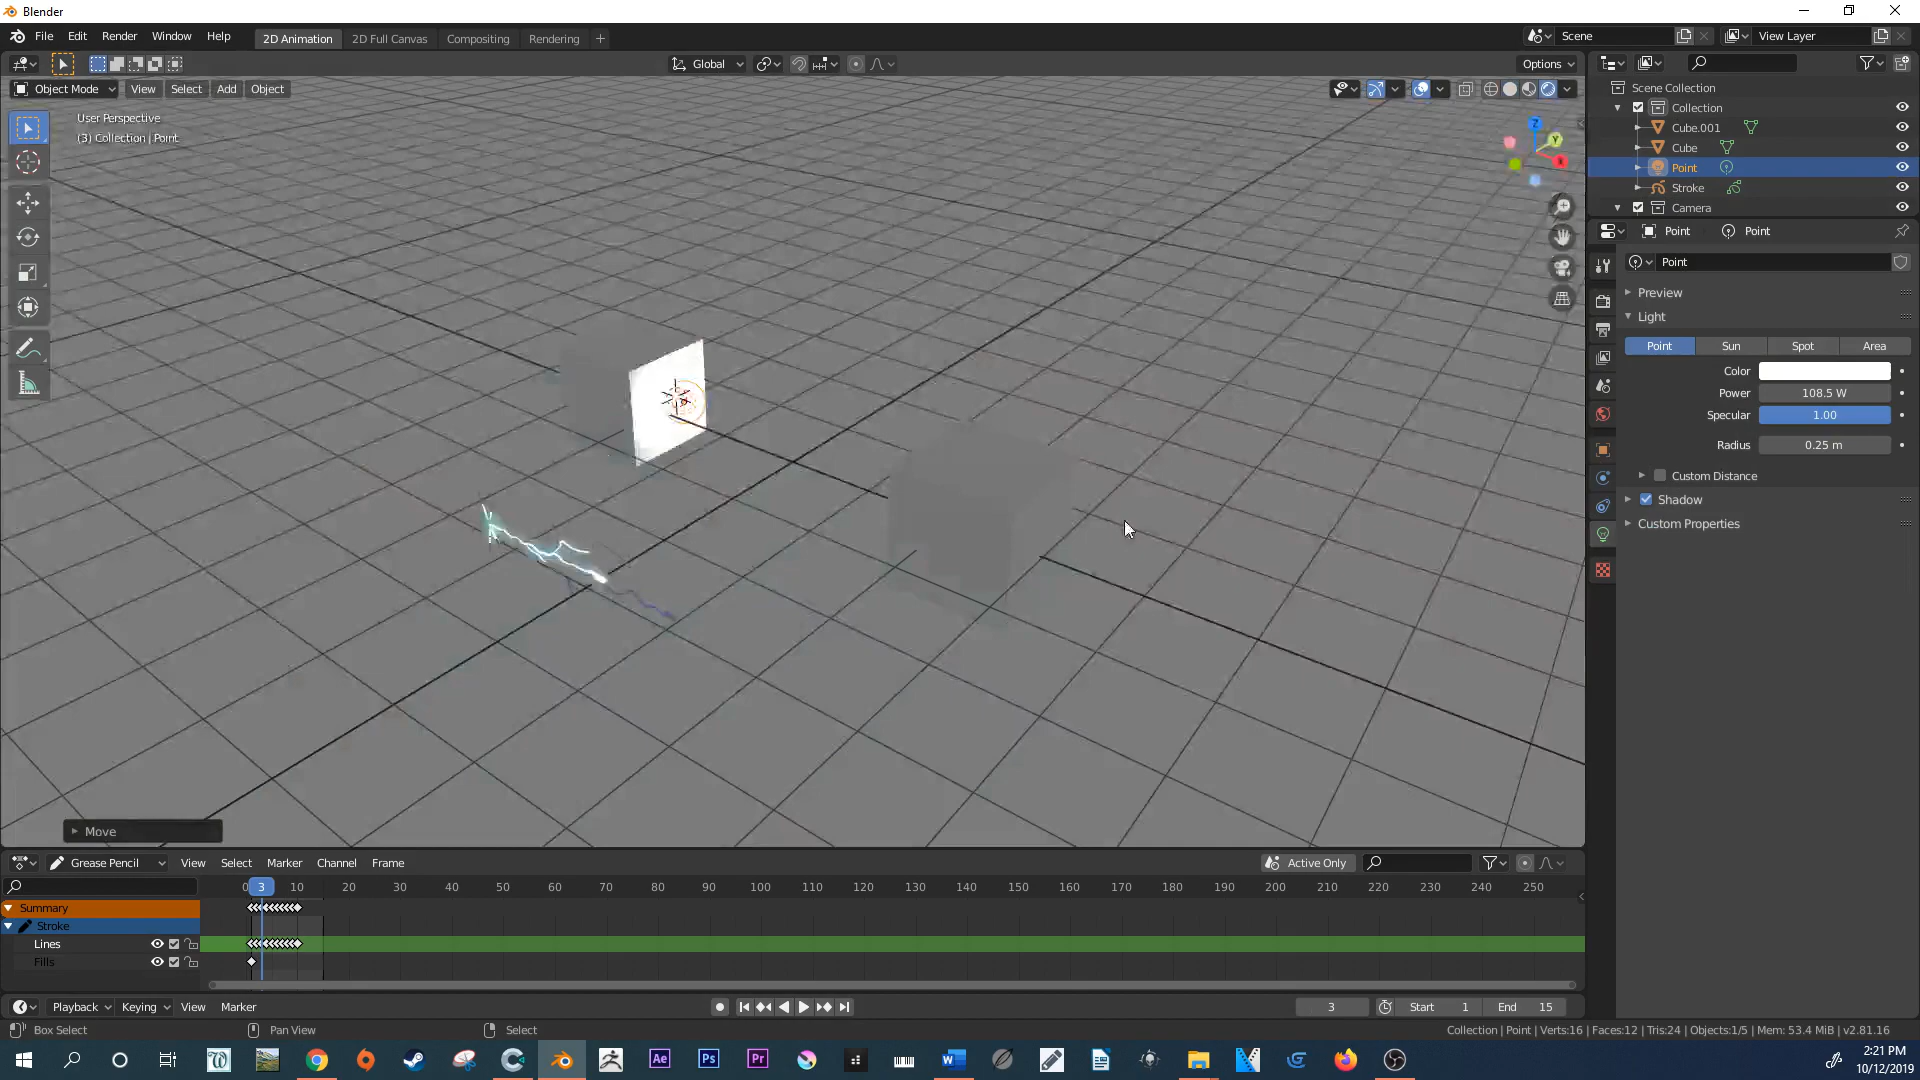 Blender
File Edit Render Window Help 2D Animation 2D Full Canvas Compositing Rendering + Scene View Layer
Global Options
Object Mode View Select Add Object
User Perspective
(3) Collection | Point
Z
Y
X
Scene Collection
Collection
Cube.001
Cube
Point
Stroke
Camera
Point Point
Point
Preview
Light
Point Sun Spot Area
Color
Power 108.5 W
Specular 1.00
Radius 0.25 m
Custom Distance
Shadow
Custom Properties
Move
Grease Pencil View Select Marker Channel Frame Active Only
0 3 10 20 30 40 50 60 70 80 90 100 110 120 130 140 150 160 170 180 190 200 210 220 230 240 250
Summary
Stroke
Lines
Fills
Playback Keying View Marker 3 Start 1 End 15
Box Select Pan View Select Collection | Point | Verts:16 | Faces:12 | Tris:24 | Objects:1/5 | Mem: 53.4 MiB | v2.81.16
Ae Ps Pr
2:21 PM
10/12/2019